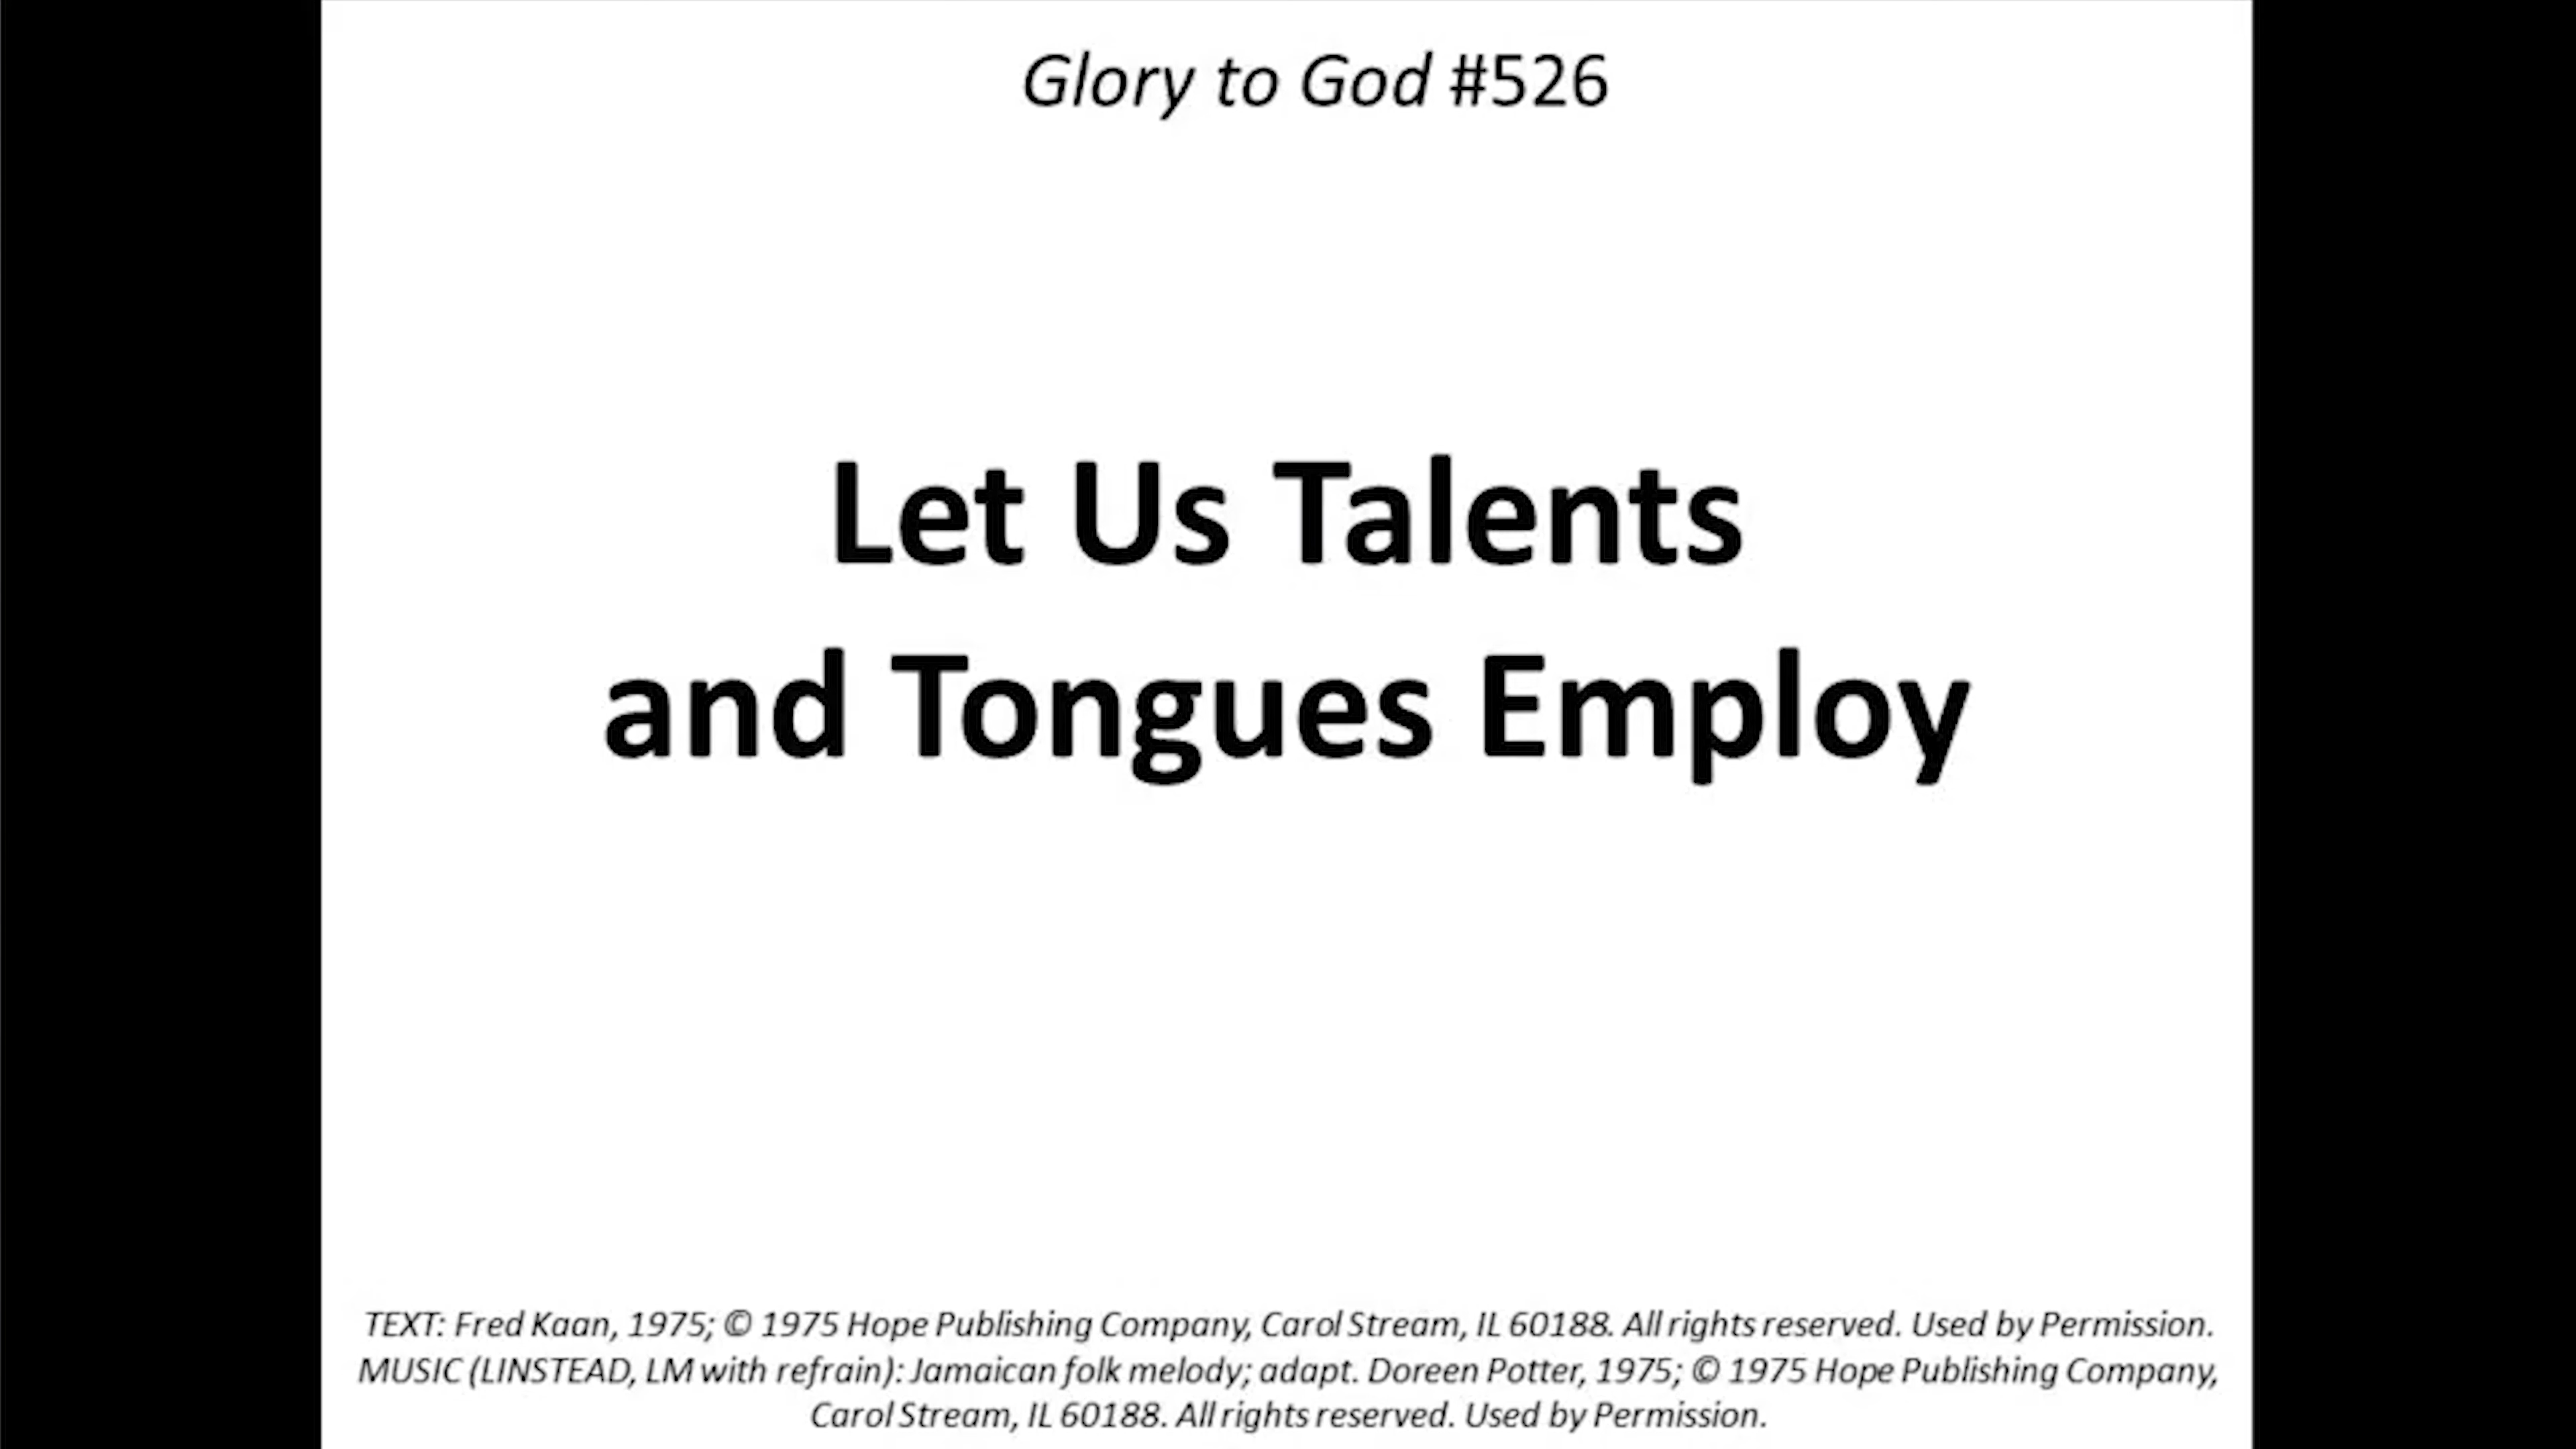 Glory to God #526
Let Us Talents
and Tongues Employ
TEXT: Fred Kaan, 1975; © 1975 Hope Publishing Company, Carol Stream, IL 60188. All rights reserved. Used by Permission.
MUSIC (LINSTEAD, LM with refrain): Jamaican folk melody; adapt. Doreen Potter, 1975; © 1975 Hope Publishing Company,
Carol Stream, IL 60188. All rights reserved. Used by Permission.